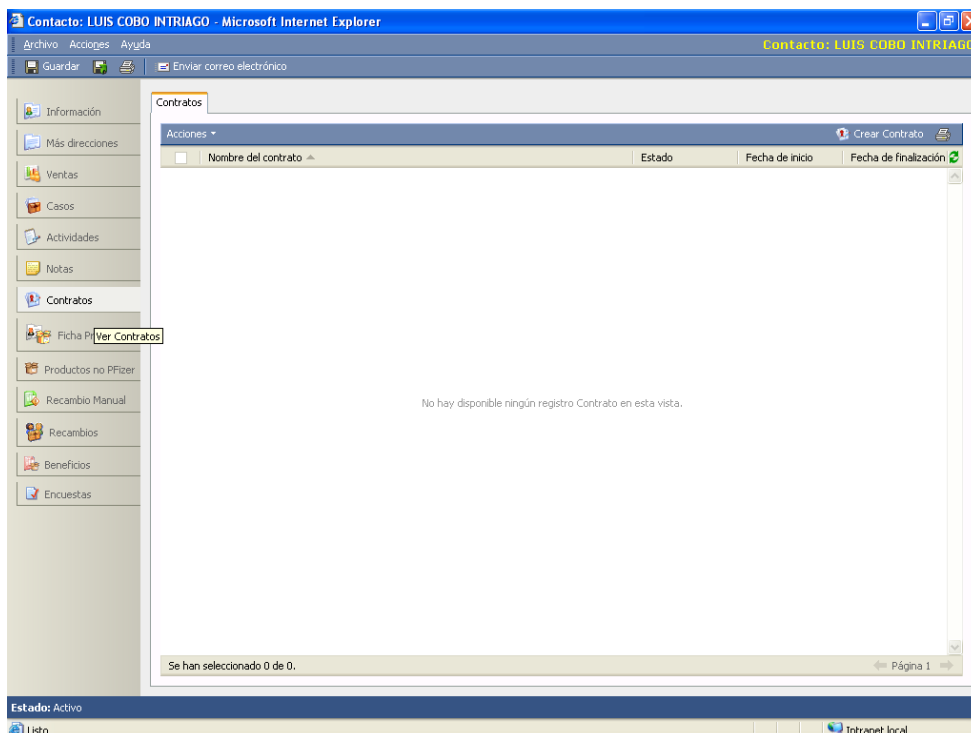 Contacto: LUIS COBO INTRIAGO - Microsoft Internet Explorer
Archivo Acciones Ayuda
Contacto: LUIS COBO INTRIAGO
Guardar Enviar correo electrónico
Información
Más direcciones
Ventas
Casos
Actividades
Notas
Contratos
Ficha Pr
Ver Contratos
Productos no PFizer
Recambio Manual
Recambios
Beneficios
Encuestas
Contratos
Acciones Crear Contrato
Nombre del contrato Estado Fecha de inicio Fecha de finalización
No hay disponible ningún registro Contrato en esta vista.
Se han seleccionado 0 de 0. Página 1
Estado: Activo
Listo Intranet local